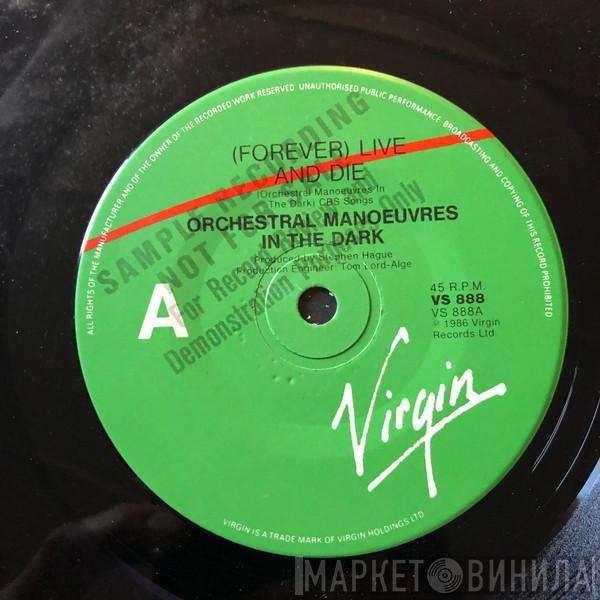 ALL RIGHTS OF THE MANUFACTURER AND OF THE OWNER OF THE RECORDED WORK RESERVED UNAUTHORISED PUBLIC PERFORMANCE BROADCASTING AND COPYING OF THIS RECORD PROHIBITED
(FOREVER) LIVE
AND DIE
(Orchestral Manoeuvres In
The Dark) CBS Songs
ORCHESTRAL MANOEUVRES
IN THE DARK
Produced by Stephen Hague
Production Engineer: Tom Lord-Alge
SAMPLE RECORDING
NOT FOR
For Record
Demonstration Only
A
45 R.P.M.
VS 888
VS 888A
℗ 1986 Virgin
Records Ltd.
Virgin
VIRGIN IS A TRADE MARK OF VIRGIN HOLDINGS LTD
МАРКЕТ ВИНИЛА